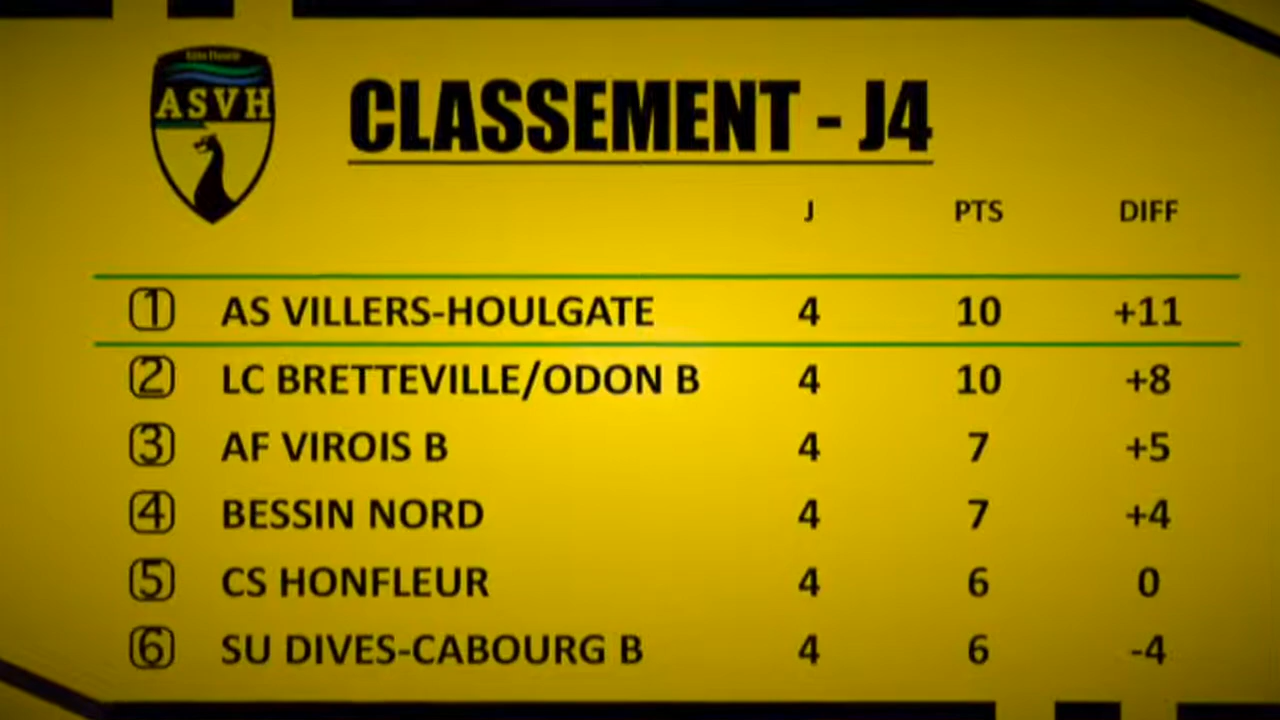 ASVH
CLASSEMENT - J4
J PTS DIFF
1 AS VILLERS-HOULGATE 4 10 +11
2 LC BRETTEVILLE/ODON B 4 10 +8
3 AF VIROIS B 4 7 +5
4 BESSIN NORD 4 7 +4
5 CS HONFLEUR 4 6 0
6 SU DIVES-CABOURG B 4 6 -4